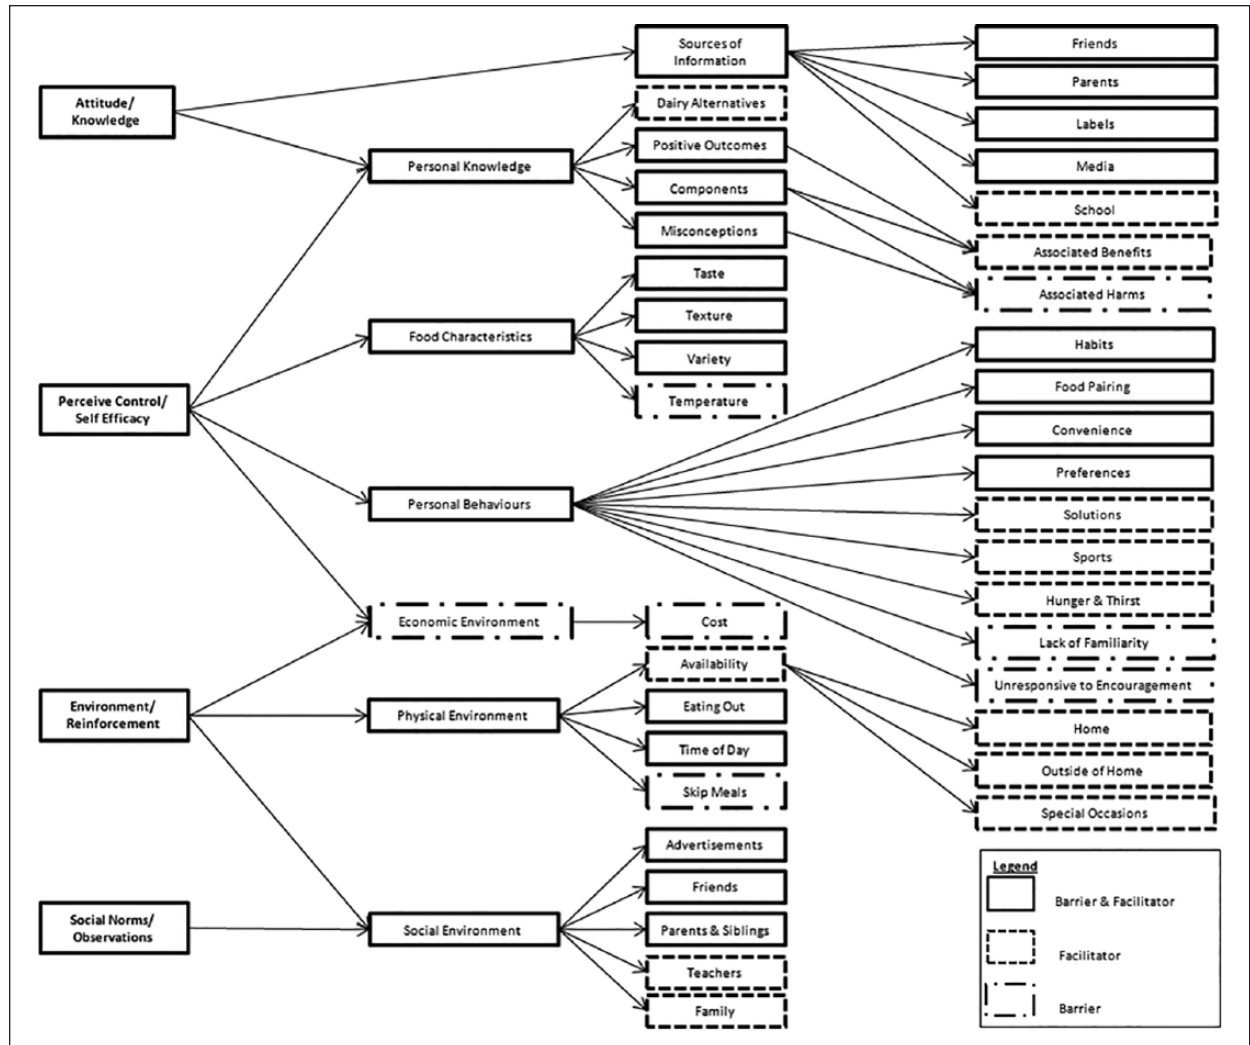 Attitude/
Knowledge
Perceive Control/
Self Efficacy
Environment/
Reinforcement
Social Norms/
Observations
Personal Knowledge
Food Characteristics
Personal Behaviours
Economic Environment
Physical Environment
Social Environment
Sources of
Information
Dairy Alternatives
Positive Outcomes
Components
Misconceptions
Taste
Texture
Variety
Temperature
Cost
Availability
Eating Out
Time of Day
Skip Meals
Advertisements
Friends
Parents & Siblings
Teachers
Family
Friends
Parents
Labels
Media
School
Associated Benefits
Associated Harms
Habits
Food Pairing
Convenience
Preferences
Solutions
Sports
Hunger & Thirst
Lack of Familiarity
Unresponsive to Encouragement
Home
Outside of Home
Special Occasions
Legend
Barrier & Facilitator
Facilitator
Barrier